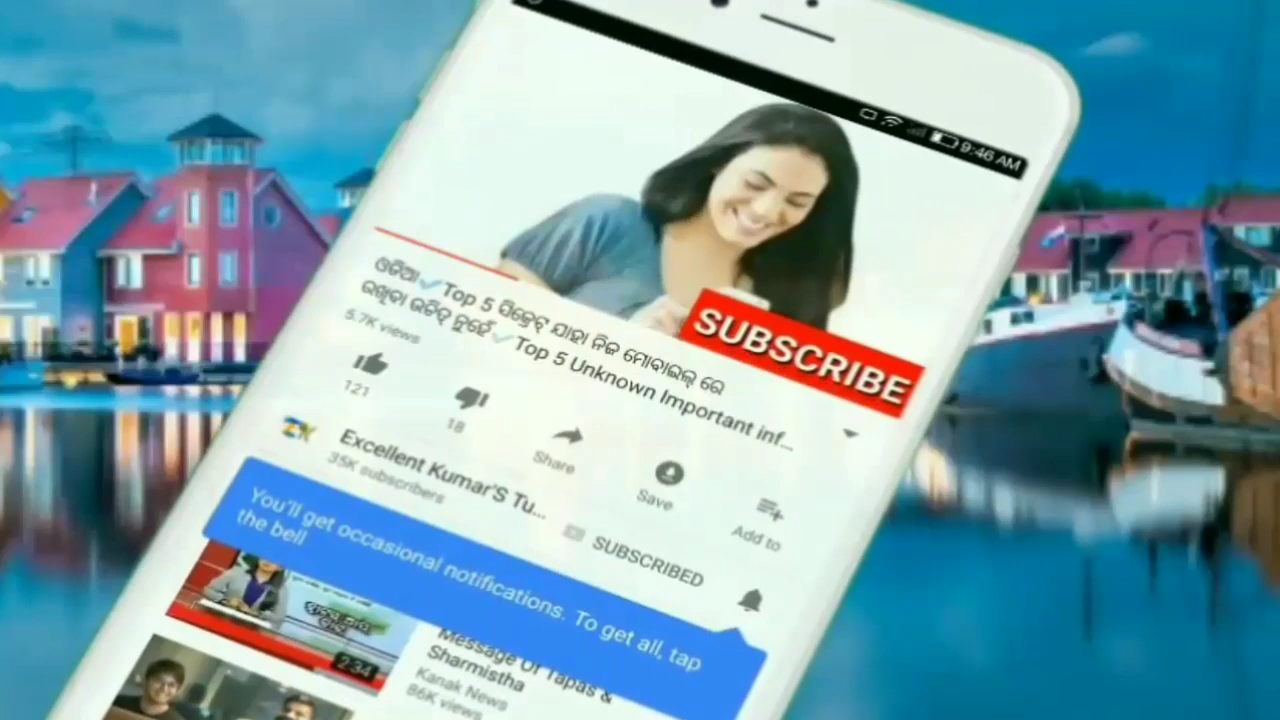 9:46 AM
SUBSCRIBE
ଓଡିଆ✅Top 5 ସିକ୍ରେଟ୍ ଯାହା ନିଜ ମୋବାଇଲ୍ ରେ
ରଖିବା ଉଚିତ୍ ନୁହେଁ✅Top 5 Unknown Important inf...
5.7K views
121
18
Share
Save
Add to
Excellent Kumar'S Tu...
35K subscribers
SUBSCRIBED
You'll get occasional notifications. To get all, tap
the bell
2:34
Message Of Tapas &
Sharmistha
Kanak News
86K views